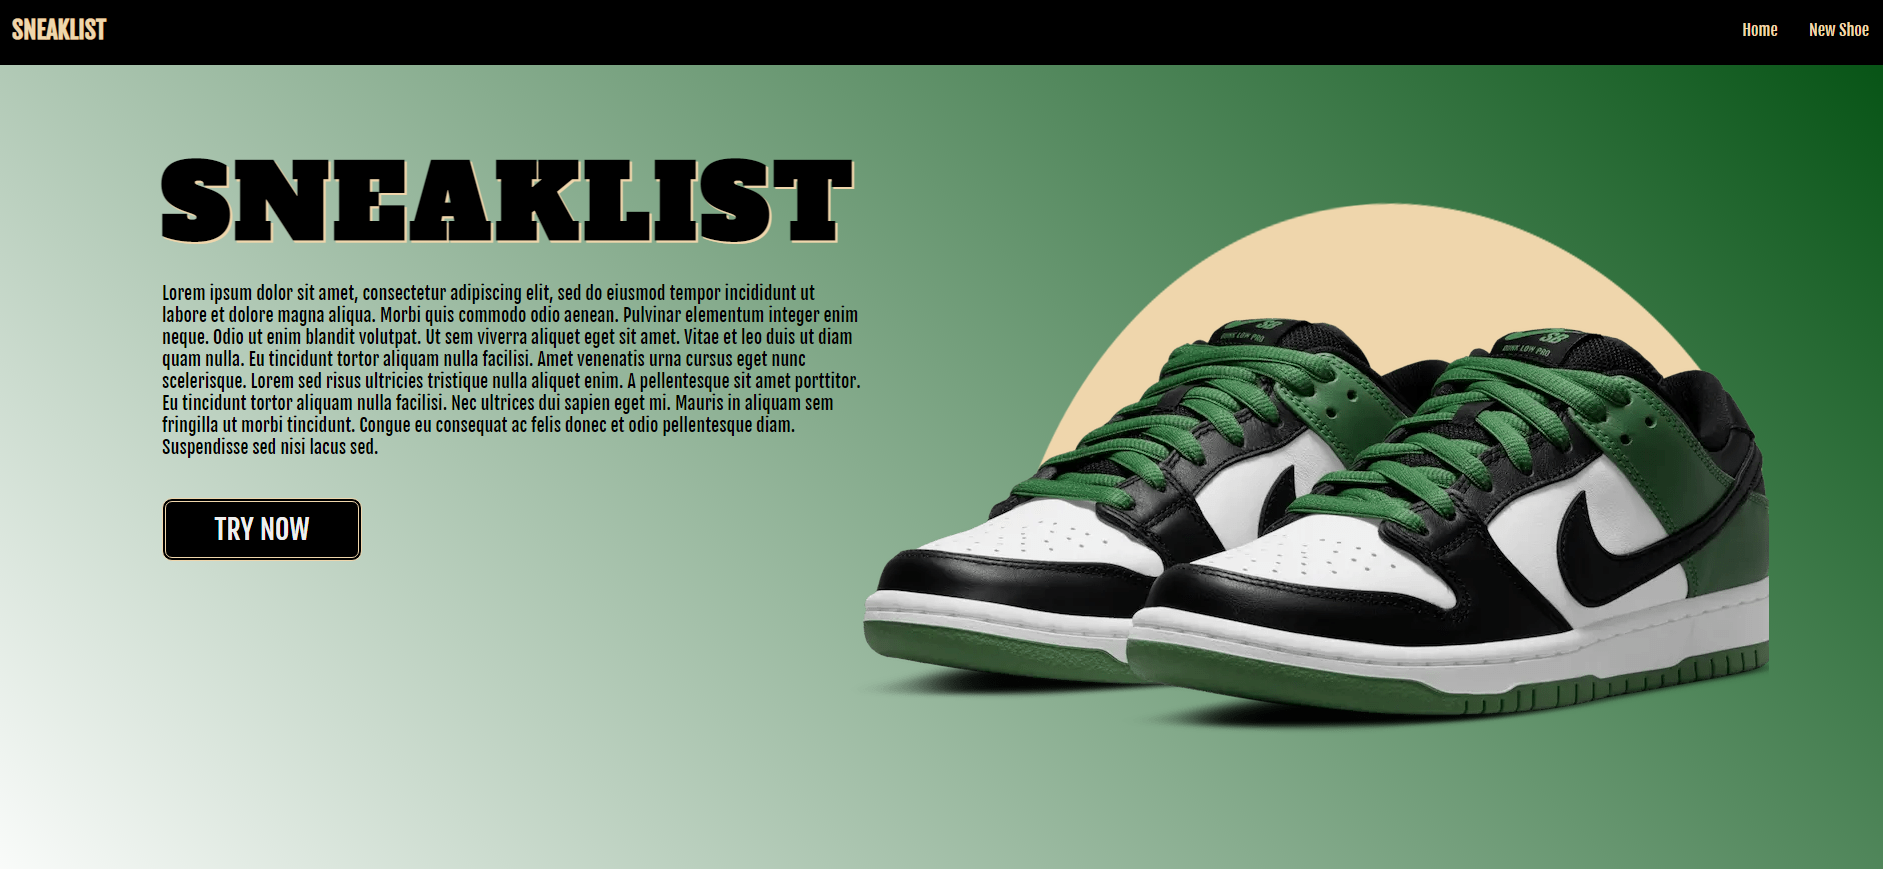 SNEAKLIST
Home
New Shoe
SNEAKLIST
Lorem ipsum dolor sit amet, consectetur adipiscing elit, sed do eiusmod tempor incididunt ut
labore et dolore magna aliqua. Morbi quis commodo odio aenean. Pulvinar elementum integer enim
neque. Odio ut enim blandit volutpat. Ut sem viverra aliquet eget sit amet. Vitae et leo duis ut diam
quam nulla. Eu tincidunt tortor aliquam nulla facilisi. Amet venenatis urna cursus eget nunc
scelerisque. Lorem sed risus ultricies tristique nulla aliquet enim. A pellentesque sit amet porttitor.
Eu tincidunt tortor aliquam nulla facilisi. Nec ultrices dui sapien eget mi. Mauris in aliquam sem
fringilla ut morbi tincidunt. Congue eu consequat ac felis donec et odio pellentesque diam.
Suspendisse sed nisi lacus sed.
TRY NOW
SB
DUNK LOW PRO
SB
DUNK LOW PRO